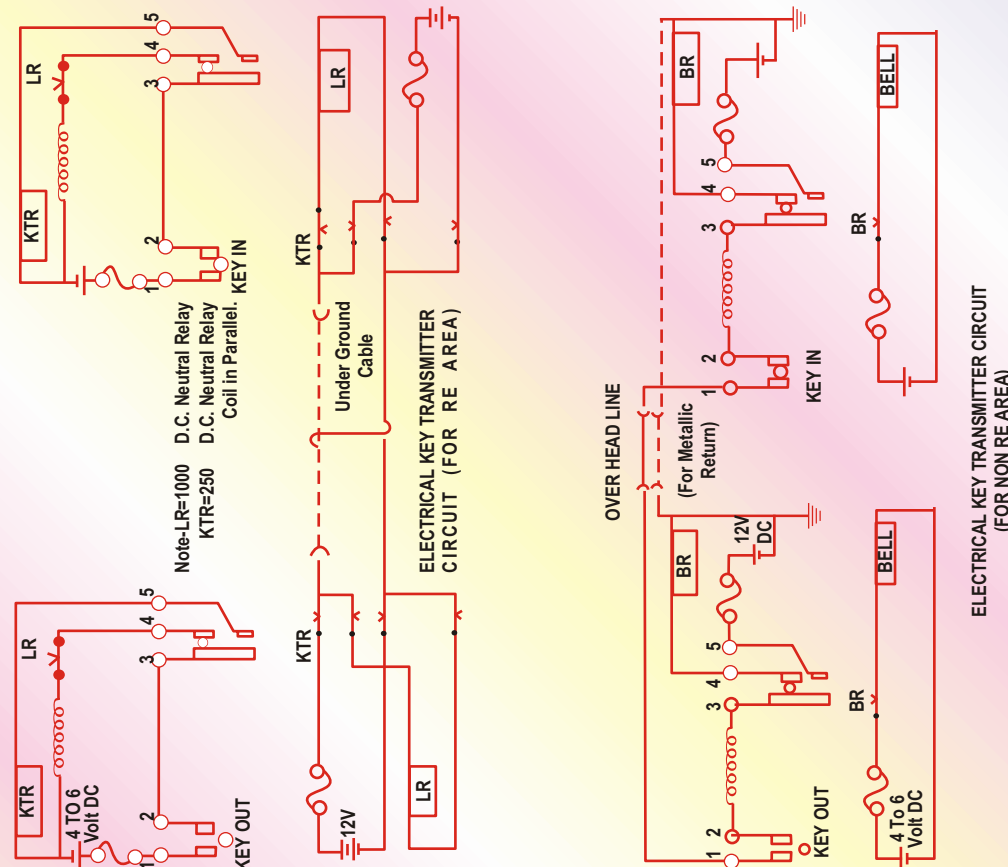 KTR
LR
4 TO 6
Volt DC
1
2
3
4
5
KEY OUT
Note-LR=1000 D.C. Neutral Relay
KTR=250 D.C. Neutral Relay
Coil in Parallel.
KTR
LR
1
2
3
4
5
KEY IN
12V
KTR
LR
Under Ground
Cable
KTR
LR
ELECTRICAL KEY TRANSMITTER
CIRCUIT (FOR RE AREA)
OVER HEAD LINE
(For Metallic
Return)
BR
12V
DC
1
2
3
4
5
KEY OUT
BR
1
2
3
4
5
KEY IN
4 To 6
Volt DC
BR
BELL
BR
BELL
ELECTRICAL KEY TRANSMITTER CIRCUIT
(FOR NON RE AREA)